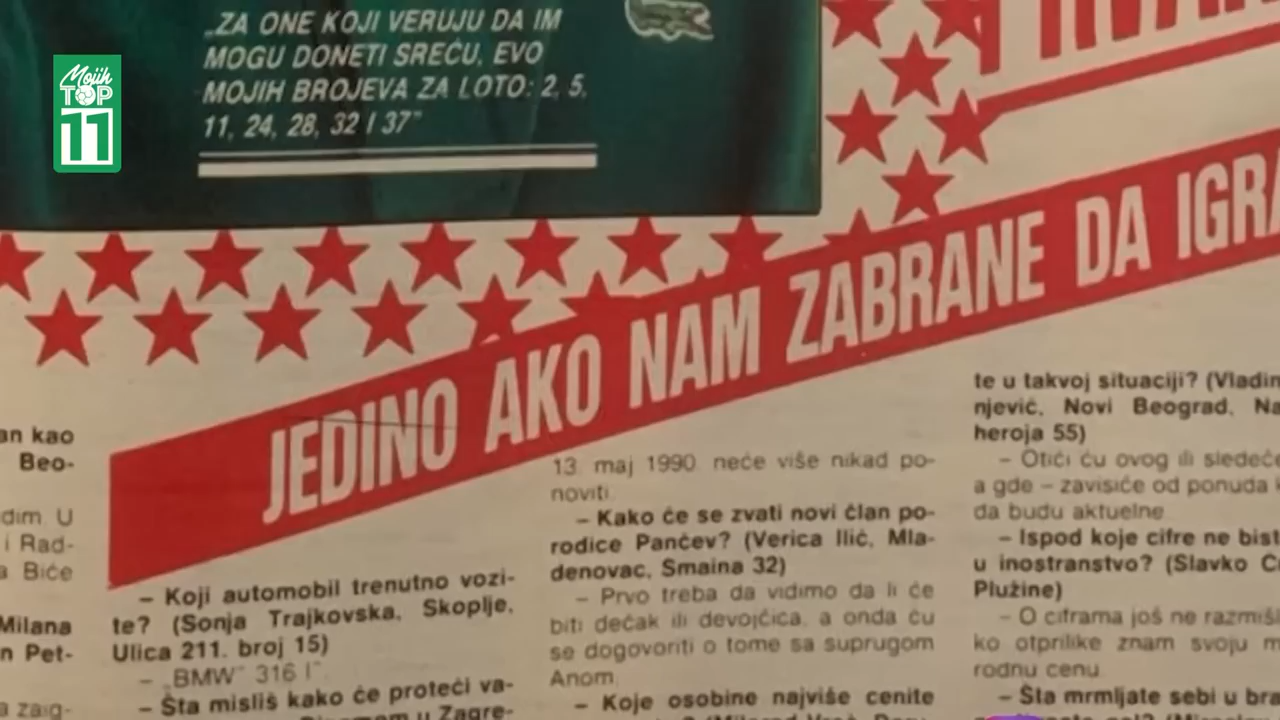 Mojih
TOP
11
„ZA ONE KOJI VERUJU DA IM
MOGU DONETI SREĆU, EVO
MOJIH BROJEVA ZA LOTO: 2, 5,
11, 24, 28, 32 I 37"
JEDINO AKO NAM ZABRANE DA IGRA
an kao
Beo-
dim. U
i Rad-
a Biće
Milana
n Pet-
a zaig-
– Koji automobil trenutno vozi-
te? (Sonja Trajkovska, Skoplje,
Ulica 211. broj 15)
– „BMW" 316 I".
– Šta misliš kako će proteći va-
u Zagre-
13. maj 1990. neće više nikad po-
noviti.
– Kako će se zvati novi član po-
rodice Pančev? (Verica Ilić, Mla-
denovac, Smaina 32)
– Prvo treba da vidimo da li će
biti dečak ili devojčica, a onda ću
se dogovoriti o tome sa suprugom
Anom.
– Koje osobine najviše cenite
te u takvoj situaciji? (Vladin
njević, Novi Beograd, Na
heroja 55)
– Otići ću ovog ili sledeće
a gde – zavisiće od ponuda k
da budu aktuelne.
– Ispod koje cifre ne bist
u inostranstvo? (Slavko
Plužine)
– O ciframa još ne razmiš
ko otprilike znam svoju m
rodnu cenu.
– Šta mrmljate sebi u bra